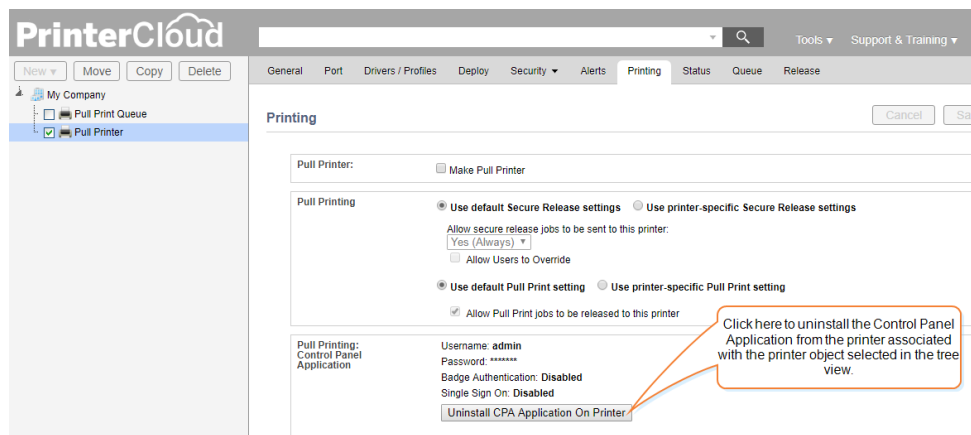 PrinterCloud
Tools ▾ Support & Training ▾
New ▾ Move Copy Delete
General Port Drivers / Profiles Deploy Security ▾ Alerts Printing Status Queue Release
My Company
Pull Print Queue
Pull Printer
Printing
Cancel Sa
Pull Printer:
Make Pull Printer
Pull Printing
Use default Secure Release settings Use printer-specific Secure Release settings
Allow secure release jobs to be sent to this printer:
Yes (Always) ▾
Allow Users to Override
Use default Pull Print setting Use printer-specific Pull Print setting
Allow Pull Print jobs to be released to this printer
Pull Printing:
Control Panel
Application
Username: admin
Password: *******
Badge Authentication: Disabled
Single Sign On: Disabled
Uninstall CPA Application On Printer
Click here to uninstall the Control Panel
Application from the printer associated
with the printer object selected in the tree
view.